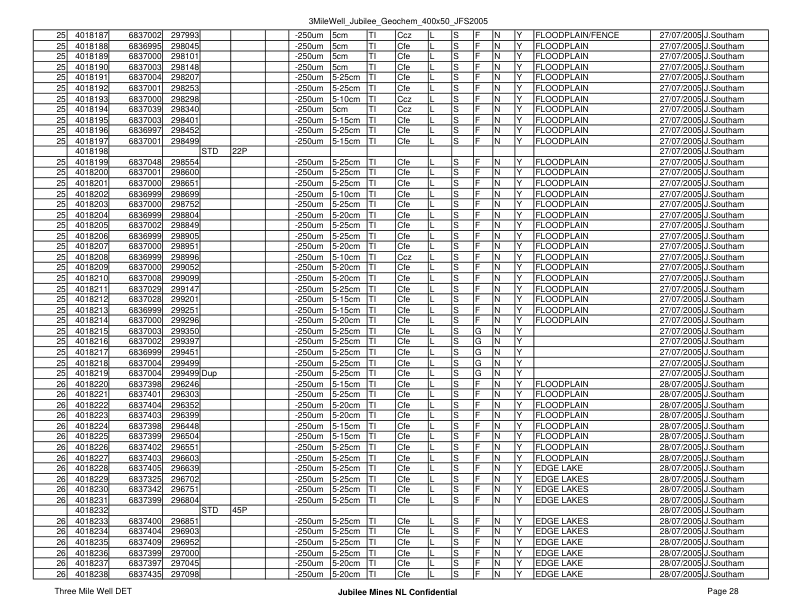 3MileWell_Jubilee_Geochem_400x50_JFS2005
25 4018187 6837002 297993 -250um 5cm TI Ccz L S F N Y FLOODPLAIN/FENCE 27/07/2005 J.Southam
25 4018188 6836995 298045 -250um 5cm TI Cfe L S F N Y FLOODPLAIN 27/07/2005 J.Southam
25 4018189 6837000 298101 -250um 5cm TI Cfe L S F N Y FLOODPLAIN 27/07/2005 J.Southam
25 4018190 6837003 298148 -250um 5cm TI Cfe L S F N Y FLOODPLAIN 27/07/2005 J.Southam
25 4018191 6837004 298207 -250um 5-25cm TI Cfe L S F N Y FLOODPLAIN 27/07/2005 J.Southam
25 4018192 6837001 298253 -250um 5-25cm TI Cfe L S F N Y FLOODPLAIN 27/07/2005 J.Southam
25 4018193 6837000 298298 -250um 5-10cm TI Ccz L S F N Y FLOODPLAIN 27/07/2005 J.Southam
25 4018194 6837039 298340 -250um 5cm TI Ccz L S F N Y FLOODPLAIN 27/07/2005 J.Southam
25 4018195 6837003 298401 -250um 5-15cm TI Cfe L S F N Y FLOODPLAIN 27/07/2005 J.Southam
25 4018196 6836997 298452 -250um 5-25cm TI Cfe L S F N Y FLOODPLAIN 27/07/2005 J.Southam
25 4018197 6837001 298499 -250um 5-15cm TI Cfe L S F N Y FLOODPLAIN 27/07/2005 J.Southam
4018198 STD 22P 27/07/2005 J.Southam
25 4018199 6837048 298554 -250um 5-25cm TI Cfe L S F N Y FLOODPLAIN 27/07/2005 J.Southam
25 4018200 6837001 298600 -250um 5-25cm TI Cfe L S F N Y FLOODPLAIN 27/07/2005 J.Southam
25 4018201 6837000 298651 -250um 5-25cm TI Cfe L S F N Y FLOODPLAIN 27/07/2005 J.Southam
25 4018202 6836999 298699 -250um 5-10cm TI Cfe L S F N Y FLOODPLAIN 27/07/2005 J.Southam
25 4018203 6837000 298752 -250um 5-25cm TI Cfe L S F N Y FLOODPLAIN 27/07/2005 J.Southam
25 4018204 6836999 298804 -250um 5-20cm TI Cfe L S F N Y FLOODPLAIN 27/07/2005 J.Southam
25 4018205 6837002 298849 -250um 5-25cm TI Cfe L S F N Y FLOODPLAIN 27/07/2005 J.Southam
25 4018206 6836999 298905 -250um 5-25cm TI Cfe L S F N Y FLOODPLAIN 27/07/2005 J.Southam
25 4018207 6837000 298951 -250um 5-20cm TI Cfe L S F N Y FLOODPLAIN 27/07/2005 J.Southam
25 4018208 6836999 298996 -250um 5-10cm TI Ccz L S F N Y FLOODPLAIN 27/07/2005 J.Southam
25 4018209 6837000 299052 -250um 5-20cm TI Cfe L S F N Y FLOODPLAIN 27/07/2005 J.Southam
25 4018210 6837008 299099 -250um 5-20cm TI Cfe L S F N Y FLOODPLAIN 27/07/2005 J.Southam
25 4018211 6837029 299147 -250um 5-25cm TI Cfe L S F N Y FLOODPLAIN 27/07/2005 J.Southam
25 4018212 6837028 299201 -250um 5-15cm TI Cfe L S F N Y FLOODPLAIN 27/07/2005 J.Southam
25 4018213 6836999 299251 -250um 5-15cm TI Cfe L S F N Y FLOODPLAIN 27/07/2005 J.Southam
25 4018214 6837000 299296 -250um 5-20cm TI Cfe L S F N Y FLOODPLAIN 27/07/2005 J.Southam
25 4018215 6837003 299350 -250um 5-25cm TI Cfe L S G N Y 27/07/2005 J.Southam
25 4018216 6837002 299397 -250um 5-25cm TI Cfe L S G N Y 27/07/2005 J.Southam
25 4018217 6836999 299451 -250um 5-25cm TI Cfe L S G N Y 27/07/2005 J.Southam
25 4018218 6837004 299499 -250um 5-25cm TI Cfe L S G N Y 27/07/2005 J.Southam
25 4018219 6837004 299499 Dup -250um 5-25cm TI Cfe L S G N Y 27/07/2005 J.Southam
26 4018220 6837398 296246 -250um 5-15cm TI Cfe L S F N Y FLOODPLAIN 28/07/2005 J.Southam
26 4018221 6837401 296303 -250um 5-25cm TI Cfe L S F N Y FLOODPLAIN 28/07/2005 J.Southam
26 4018222 6837404 296352 -250um 5-20cm TI Cfe L S F N Y FLOODPLAIN 28/07/2005 J.Southam
26 4018223 6837403 296399 -250um 5-20cm TI Cfe L S F N Y FLOODPLAIN 28/07/2005 J.Southam
26 4018224 6837398 296448 -250um 5-15cm TI Cfe L S F N Y FLOODPLAIN 28/07/2005 J.Southam
26 4018225 6837399 296504 -250um 5-15cm TI Cfe L S F N Y FLOODPLAIN 28/07/2005 J.Southam
26 4018226 6837402 296551 -250um 5-20cm TI Cfe L S F N Y FLOODPLAIN 28/07/2005 J.Southam
26 4018227 6837403 296603 -250um 5-25cm TI Cfe L S F N Y FLOODPLAIN 28/07/2005 J.Southam
26 4018228 6837405 296639 -250um 5-25cm TI Cfe L S F N Y EDGE LAKE 28/07/2005 J.Southam
26 4018229 6837325 296702 -250um 5-25cm TI Cfe L S F N Y EDGE LAKES 28/07/2005 J.Southam
26 4018230 6837342 296751 -250um 5-25cm TI Cfe L S F N Y EDGE LAKES 28/07/2005 J.Southam
26 4018231 6837399 296804 -250um 5-25cm TI Cfe L S F N Y EDGE LAKES 28/07/2005 J.Southam
4018232 STD 45P 28/07/2005 J.Southam
26 4018233 6837400 296851 -250um 5-25cm TI Cfe L S F N Y EDGE LAKES 28/07/2005 J.Southam
26 4018234 6837404 296903 -250um 5-25cm TI Cfe L S F N Y EDGE LAKES 28/07/2005 J.Southam
26 4018235 6837409 296952 -250um 5-25cm TI Cfe L S F N Y EDGE LAKE 28/07/2005 J.Southam
26 4018236 6837399 297000 -250um 5-25cm TI Cfe L S F N Y EDGE LAKE 28/07/2005 J.Southam
26 4018237 6837397 297045 -250um 5-20cm TI Cfe L S F N Y EDGE LAKE 28/07/2005 J.Southam
26 4018238 6837435 297098 -250um 5-20cm TI Cfe L S F N Y EDGE LAKE 28/07/2005 J.Southam
Three Mile Well DET Jubilee Mines NL Confidential Page 28